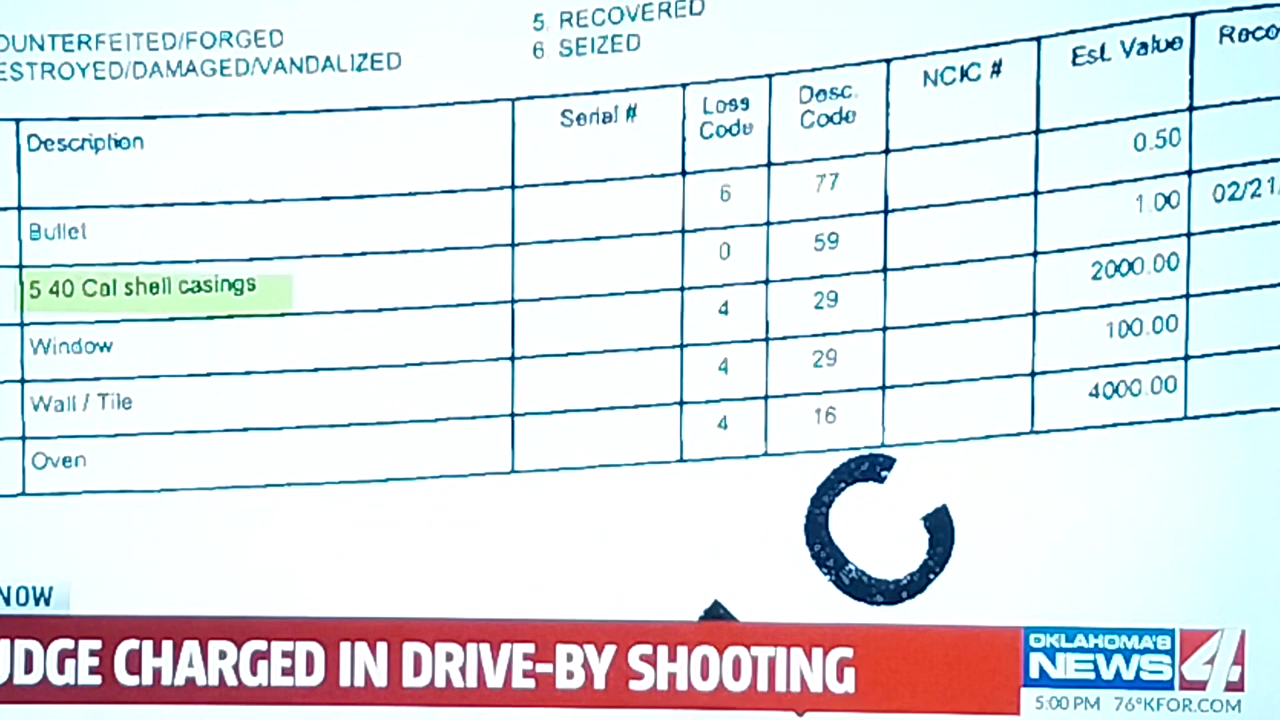 5. RECOVERED
OUNTERFEITED/FORGED
6. SEIZED
ESTROYED/DAMAGED/VANDALIZED
Description Serial # Loss Code Desc. Code NCIC # Est. Value Reco
Bullet 6 77 0.50
5 40 Cal shell casings 0 59 1.00 02/21/
Window 4 29 2000.00
Wall / Tile 4 29 100.00
Oven 4 16 4000.00
C
NOW
UDGE CHARGED IN DRIVE-BY SHOOTING
OKLAHOMA'S
NEWS 4
5:00 PM 76° KFOR.COM